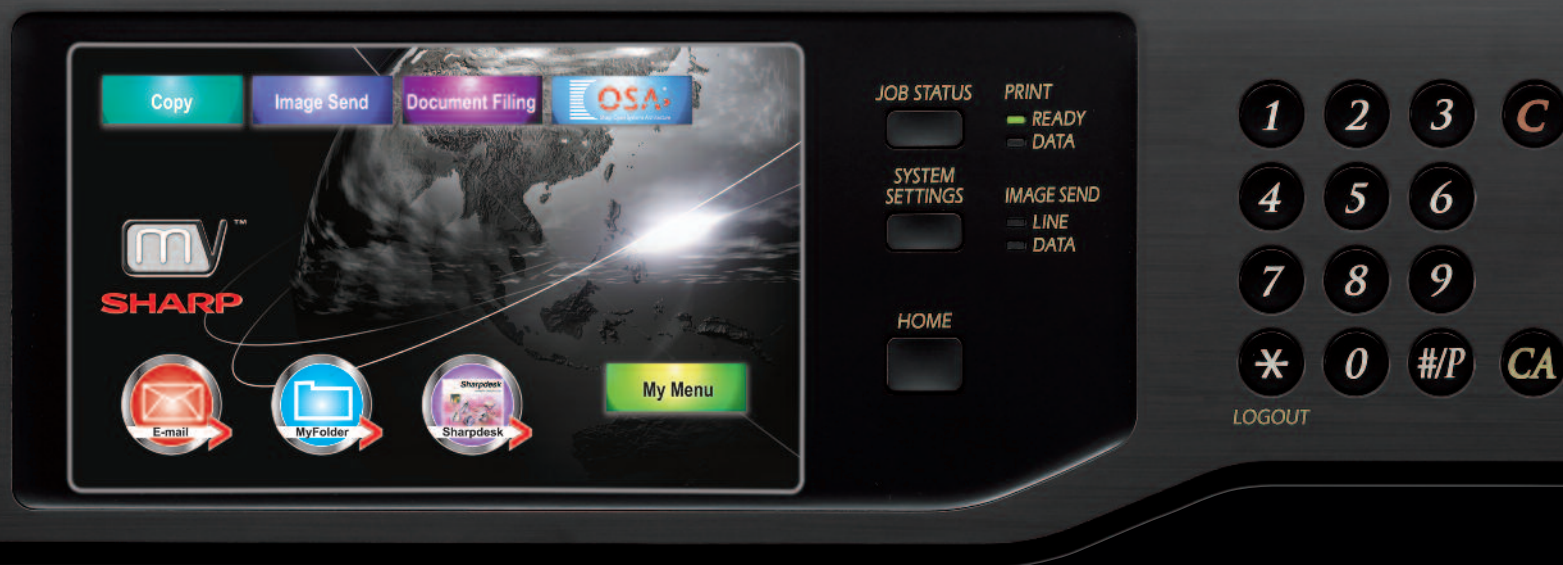 Copy
Image Send
Document Filing
OSA
mv™
SHARP
E-mail
MyFolder
Sharpdesk
Sharpdesk
My Menu
JOB STATUS
SYSTEM
SETTINGS
HOME
PRINT
READY
DATA
IMAGE SEND
LINE
DATA
1 2 3 C
4 5 6
7 8 9
* 0 #/P CA
LOGOUT